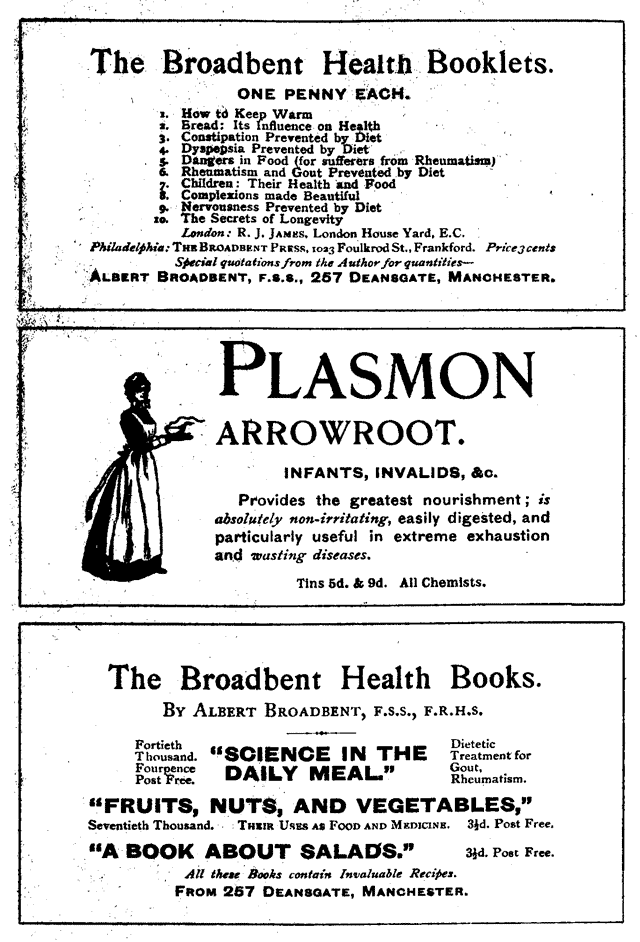 The Broadbent Health Booklets.
ONE PENNY EACH.
1. How to Keep Warm
2. Bread: Its Influence on Health
3. Constipation Prevented by Diet
4. Dyspepsia Prevented by Diet
5. Dangers in Food (for sufferers from Rheumatism)
6. Rheumatism and Gout Prevented by Diet
7. Children: Their Health and Food
8. Complexions made Beautiful
9. Nervousness Prevented by Diet
10. The Secrets of Longevity
London: R. J. JAMES, London House Yard, E.C.
Philadelphia: THE BROADBENT PRESS, 1023 Foulkrod St., Frankford. Price 3 cents
Special quotations from the Author for quantities—
ALBERT BROADBENT, F.S.S., 257 DEANSGATE, MANCHESTER.
PLASMON
ARROWROOT.
INFANTS, INVALIDS, &c.
Provides the greatest nourishment; is
absolutely non-irritating, easily digested, and
particularly useful in extreme exhaustion
and wasting diseases.
Tins 5d. & 9d. All Chemists.
The Broadbent Health Books.
BY ALBERT BROADBENT, F.S.S., F.R.H.S.
Fortieth
Thousand.
Fourpence
Post Free.
"SCIENCE IN THE
DAILY MEAL."
Dietetic
Treatment for
Gout,
Rheumatism.
"FRUITS, NUTS, AND VEGETABLES,"
Seventieth Thousand. THEIR USES AS FOOD AND MEDICINE. 3½d. Post Free.
"A BOOK ABOUT SALADS." 3½d. Post Free.
All these Books contain Invaluable Recipes.
FROM 257 DEANSGATE, MANCHESTER.